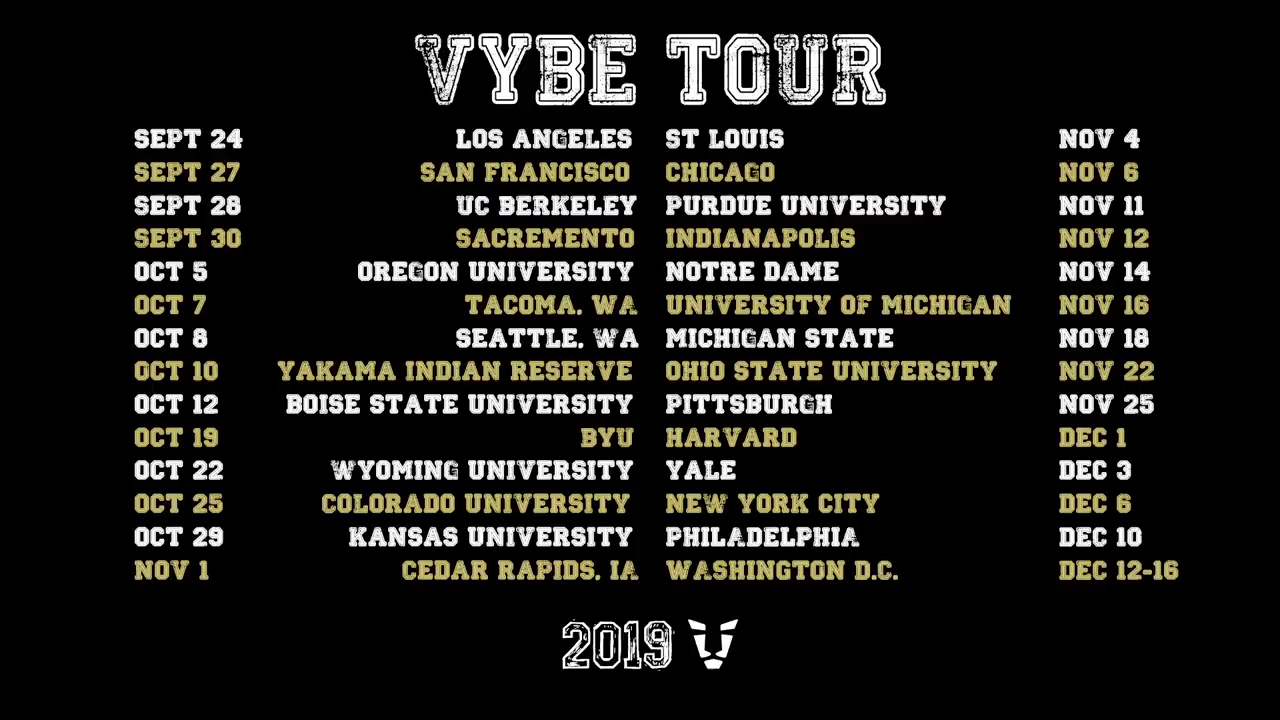 VYBE TOUR
SEPT 24 LOS ANGELES ST LOUIS NOV 4
SEPT 27 SAN FRANCISCO CHICAGO NOV 6
SEPT 28 UC BERKELEY PURDUE UNIVERSITY NOV 11
SEPT 30 SACREMENTO INDIANAPOLIS NOV 12
OCT 5 OREGON UNIVERSITY NOTRE DAME NOV 14
OCT 7 TACOMA, WA UNIVERSITY OF MICHIGAN NOV 16
OCT 8 SEATTLE, WA MICHIGAN STATE NOV 18
OCT 10 YAKAMA INDIAN RESERVE OHIO STATE UNIVERSITY NOV 22
OCT 12 BOISE STATE UNIVERSITY PITTSBURGH NOV 25
OCT 19 BYU HARVARD DEC 1
OCT 22 WYOMING UNIVERSITY YALE DEC 3
OCT 25 COLORADO UNIVERSITY NEW YORK CITY DEC 6
OCT 29 KANSAS UNIVERSITY PHILADELPHIA DEC 10
NOV 1 CEDAR RAPIDS, IA WASHINGTON D.C. DEC 12-16
2019